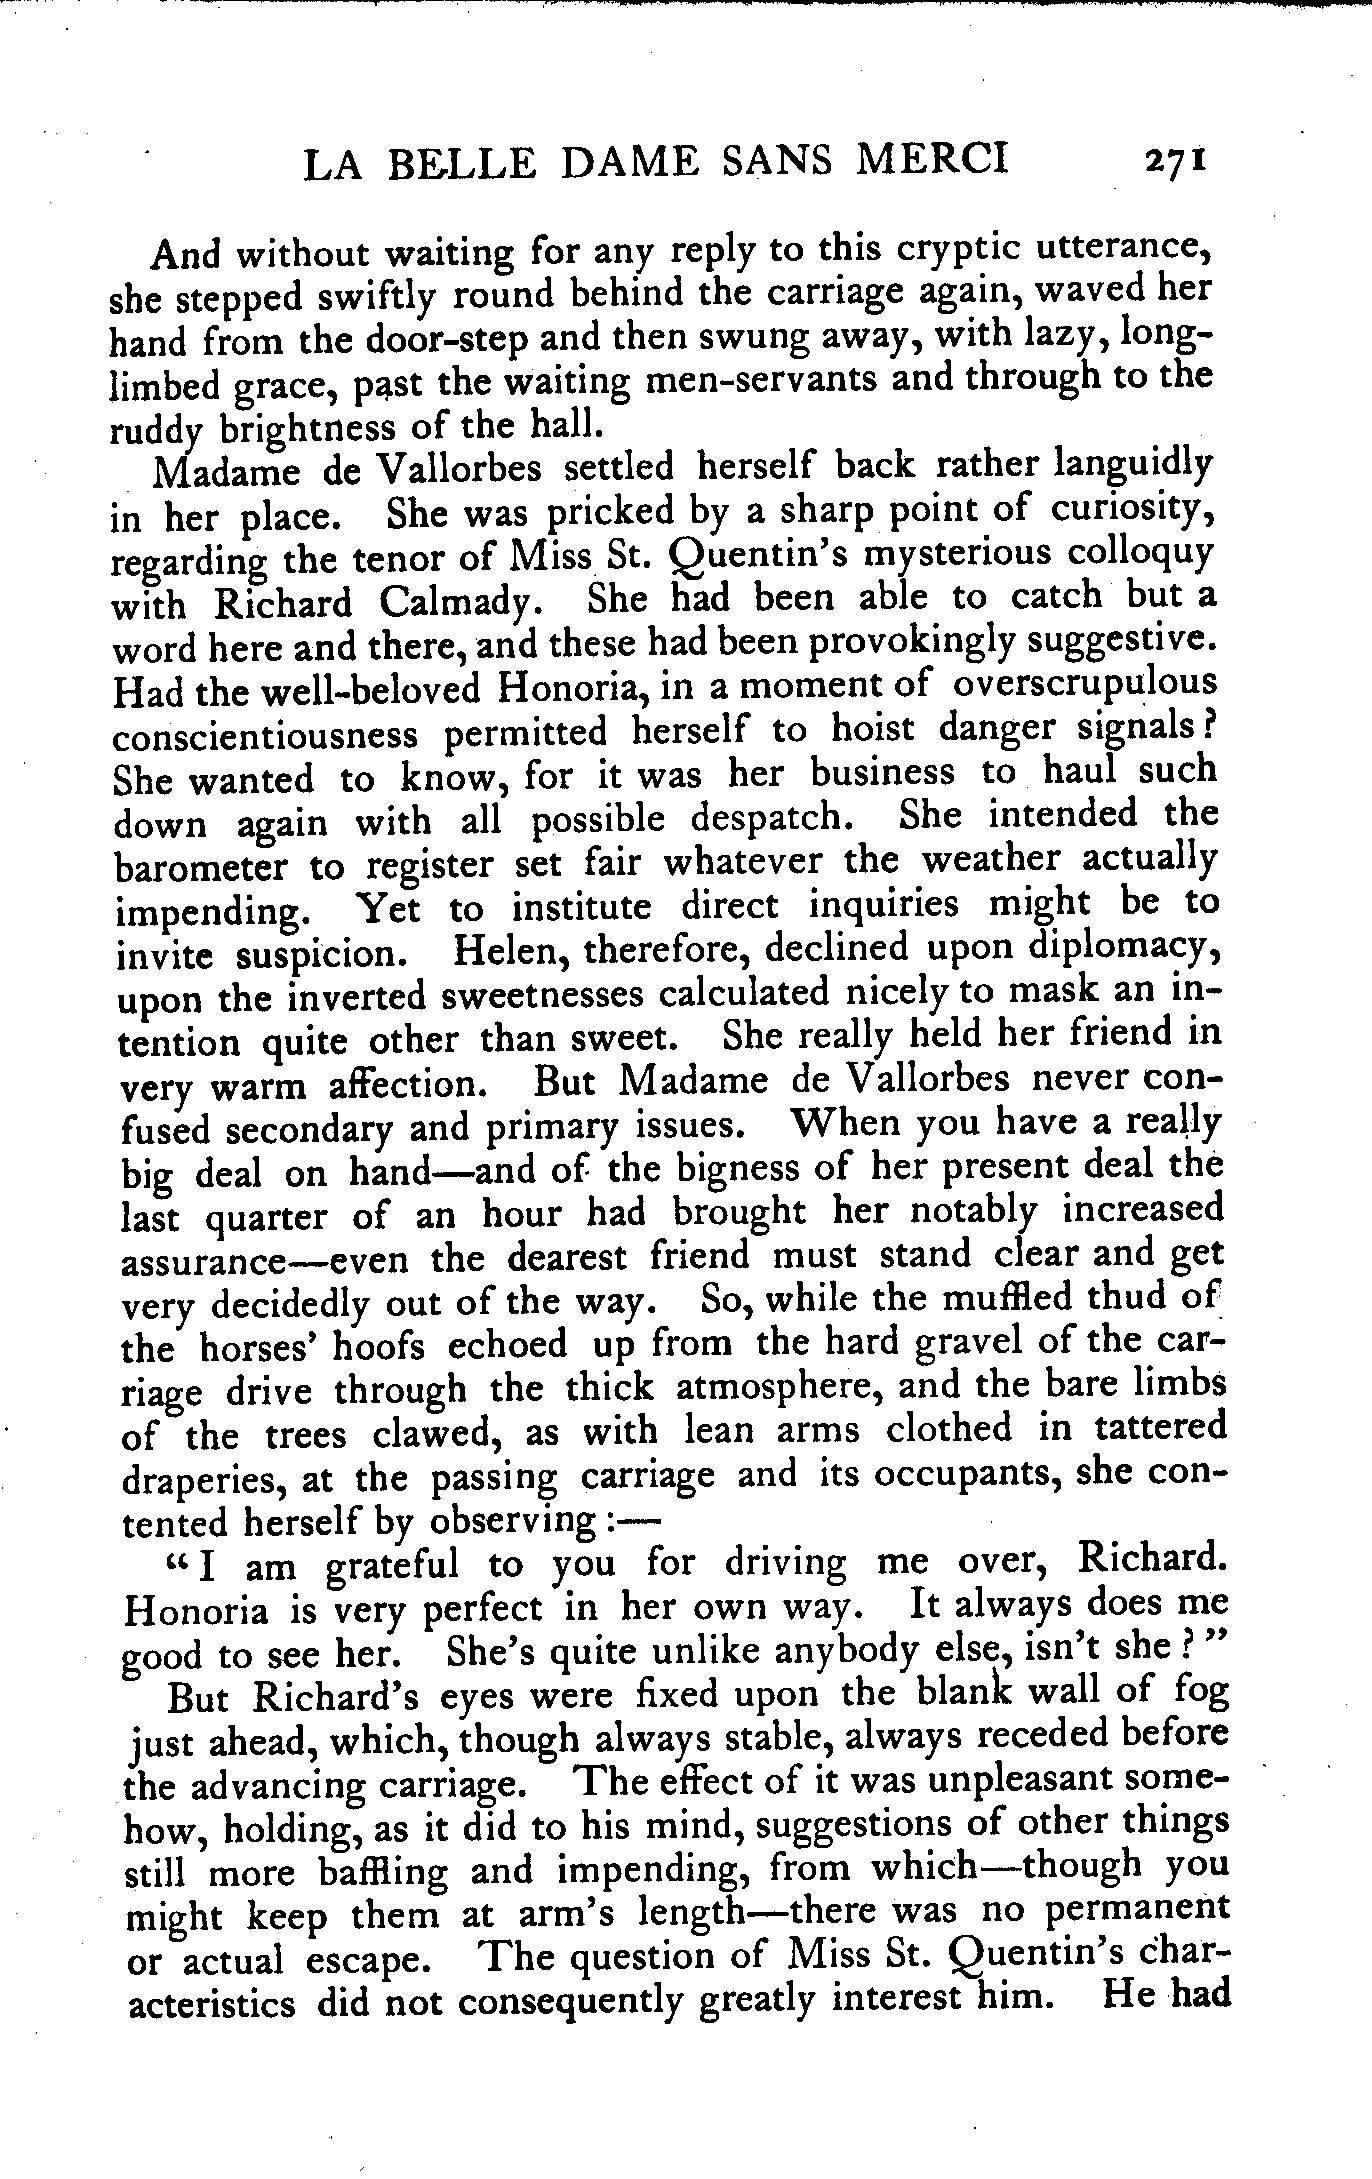 LA BELLE DAME SANS MERCI 271
And without waiting for any reply to this cryptic utterance,
she stepped swiftly round behind the carriage again, waved her
hand from the door-step and then swung away, with lazy, long-
limbed grace, past the waiting men-servants and through to the
ruddy brightness of the hall.
Madame de Vallorbes settled herself back rather languidly
in her place. She was pricked by a sharp point of curiosity,
regarding the tenor of Miss St. Quentin's mysterious colloquy
with Richard Calmady. She had been able to catch but a
word here and there, and these had been provokingly suggestive.
Had the well-beloved Honoria, in a moment of overscrupulous
conscientiousness permitted herself to hoist danger signals?
She wanted to know, for it was her business to haul such
down again with all possible despatch. She intended the
barometer to register set fair whatever the weather actually
impending. Yet to institute direct inquiries might be to
invite suspicion. Helen, therefore, declined upon diplomacy,
upon the inverted sweetnesses calculated nicely to mask an in-
tention quite other than sweet. She really held her friend in
very warm affection. But Madame de Vallorbes never con-
fused secondary and primary issues. When you have a really
big deal on hand—and of the bigness of her present deal the
last quarter of an hour had brought her notably increased
assurance—even the dearest friend must stand clear and get
very decidedly out of the way. So, while the muffled thud of
the horses' hoofs echoed up from the hard gravel of the car-
riage drive through the thick atmosphere, and the bare limbs
of the trees clawed, as with lean arms clothed in tattered
draperies, at the passing carriage and its occupants, she con-
tented herself by observing:—
"I am grateful to you for driving me over, Richard.
Honoria is very perfect in her own way. It always does me
good to see her. She's quite unlike anybody else, isn't she?"
But Richard's eyes were fixed upon the blank wall of fog
just ahead, which, though always stable, always receded before
the advancing carriage. The effect of it was unpleasant some-
how, holding, as it did to his mind, suggestions of other things
still more baffling and impending, from which—though you
might keep them at arm's length—there was no permanent
or actual escape. The question of Miss St. Quentin's char-
acteristics did not consequently greatly interest him. He had